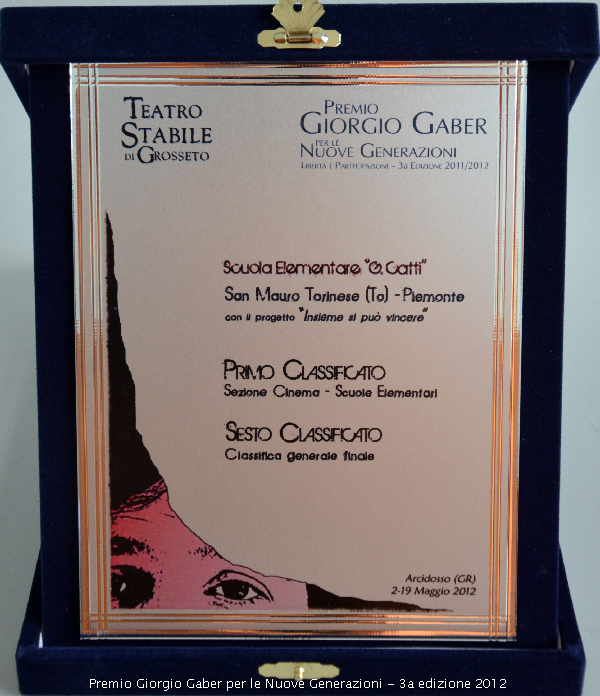 TEATRO
STABILE
DI GROSSETO
PREMIO
GIORGIO GABER
PER LE
NUOVE GENERAZIONI
LIBERTÀ È PARTECIPAZIONE - 3a EDIZIONE 2011/2012
Scuola Elementare "G. Gatti"
San Mauro Torinese (To) - Piemonte
con il progetto "Insieme si può vincere"
PRIMO CLASSIFICATO
Sezione Cinema - Scuole Elementari
SESTO CLASSIFICATO
Classifica generale finale
Arcidosso (GR)
2-19 Maggio 2012
Premio Giorgio Gaber per le Nuove Generazioni - 3a edizione 2012